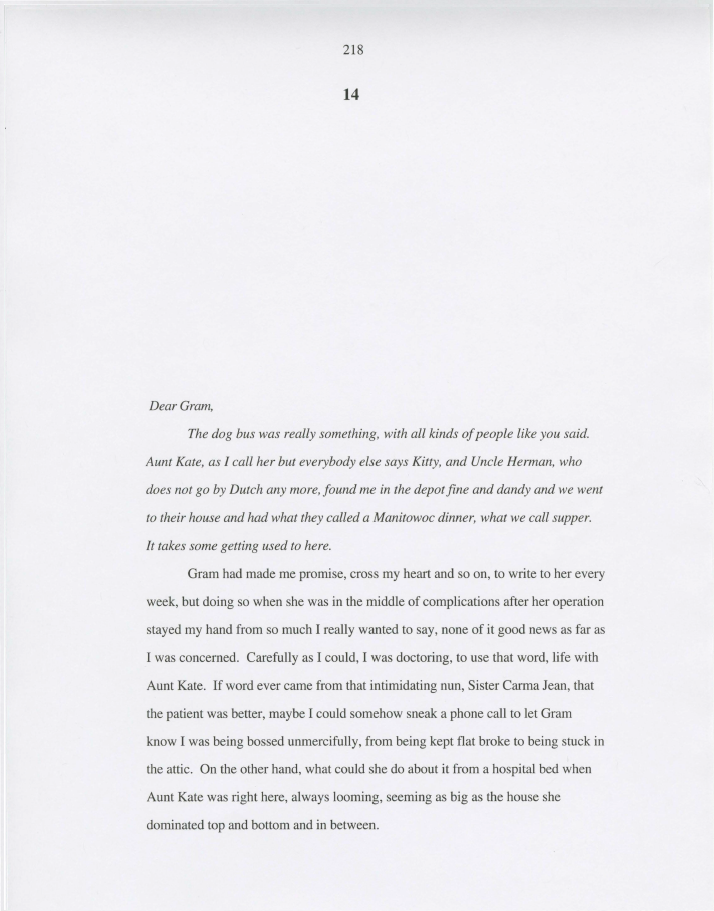 218
14
Dear Gram,
The dog bus was really something, with all kinds of people like you said.
Aunt Kate, as I call her but everybody else says Kitty, and Uncle Herman, who
does not go by Dutch any more, found me in the depot fine and dandy and we went
to their house and had what they called a Manitowoc dinner, what we call supper.
It takes some getting used to here.
Gram had made me promise, cross my heart and so on, to write to her every
week, but doing so when she was in the middle of complications after her operation
stayed my hand from so much I really wanted to say, none of it good news as far as
I was concerned.  Carefully as I could, I was doctoring, to use that word, life with
Aunt Kate.  If word ever came from that intimidating nun, Sister Carma Jean, that
the patient was better, maybe I could somehow sneak a phone call to let Gram
know I was being bossed unmercifully, from being kept flat broke to being stuck in
the attic.  On the other hand, what could she do about it from a hospital bed when
Aunt Kate was right here, always looming, seeming as big as the house she
dominated top and bottom and in between.